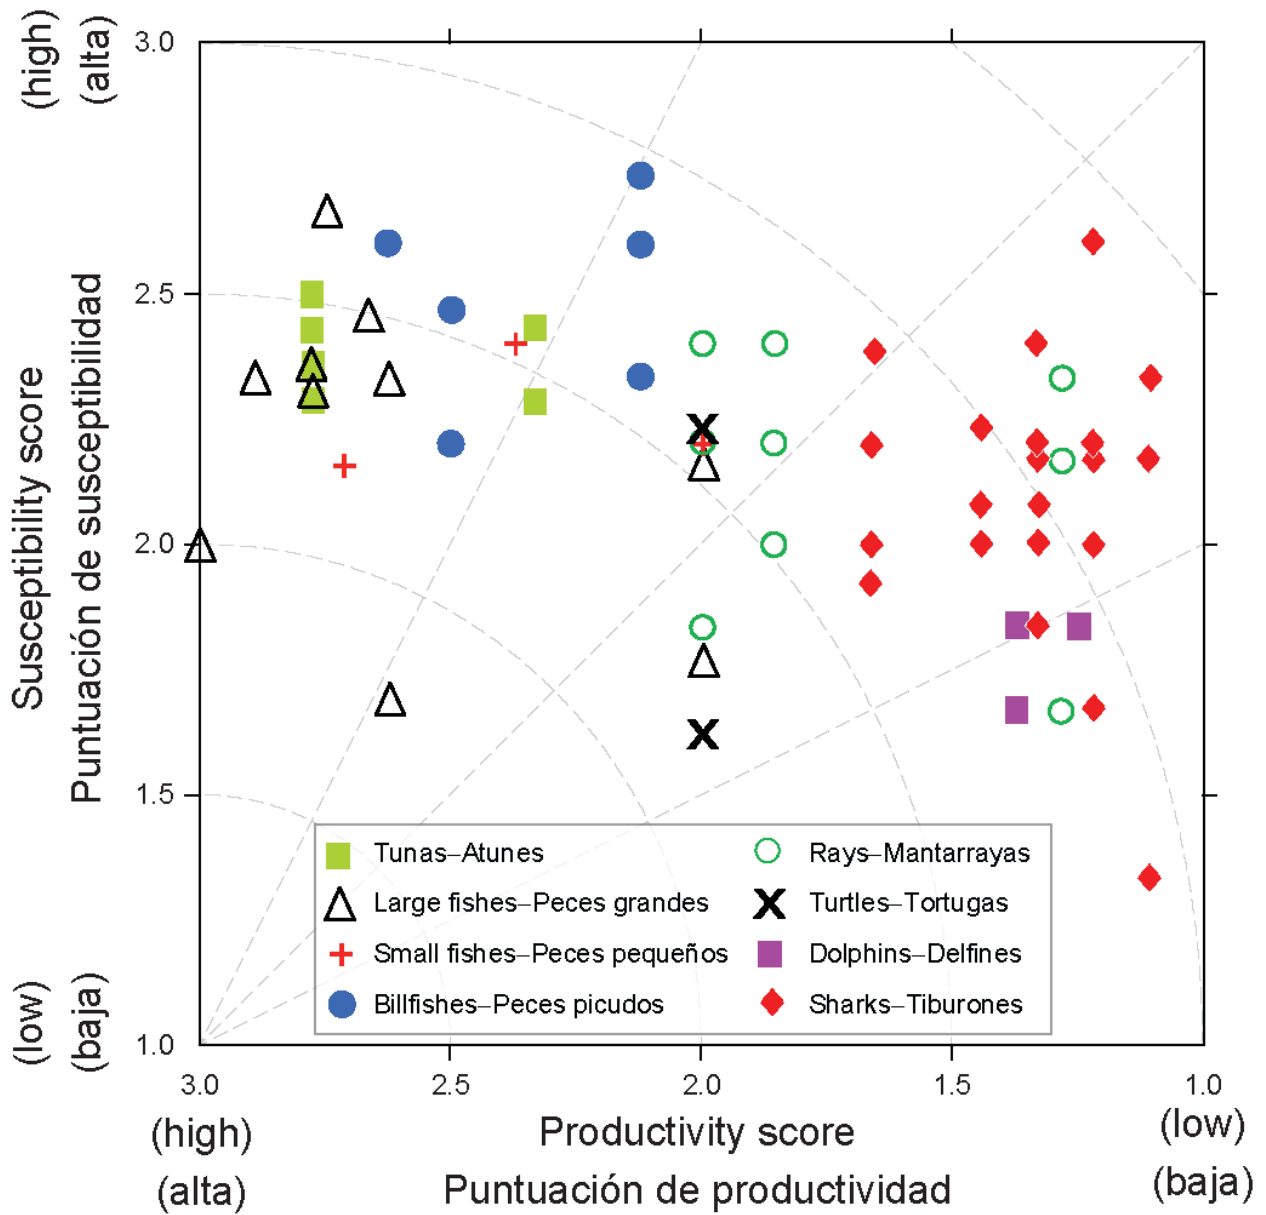 (high)
(alta)
3.0
2.5
2.0
1.5
1.0
Susceptibility score
Puntuación de susceptibilidad
(low)
(baja)
Tunas–Atunes
Large fishes–Peces grandes
Small fishes–Peces pequeños
Billfishes–Peces picudos
Rays–Mantarrayas
Turtles–Tortugas
Dolphins–Delfines
Sharks–Tiburones
3.0 2.5 2.0 1.5 1.0
(high) Productivity score (low)
(alta) Puntuación de productividad (baja)